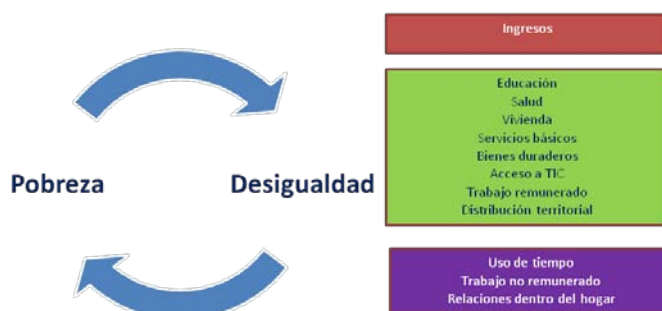 Ingresos
Educación
Salud
Vivienda
Servicios básicos
Bienes duraderos
Acceso a TIC
Trabajo remunerado
Distribución territorial
Pobreza
Desigualdad
Uso de tiempo
Trabajo no remunerado
Relaciones dentro del hogar